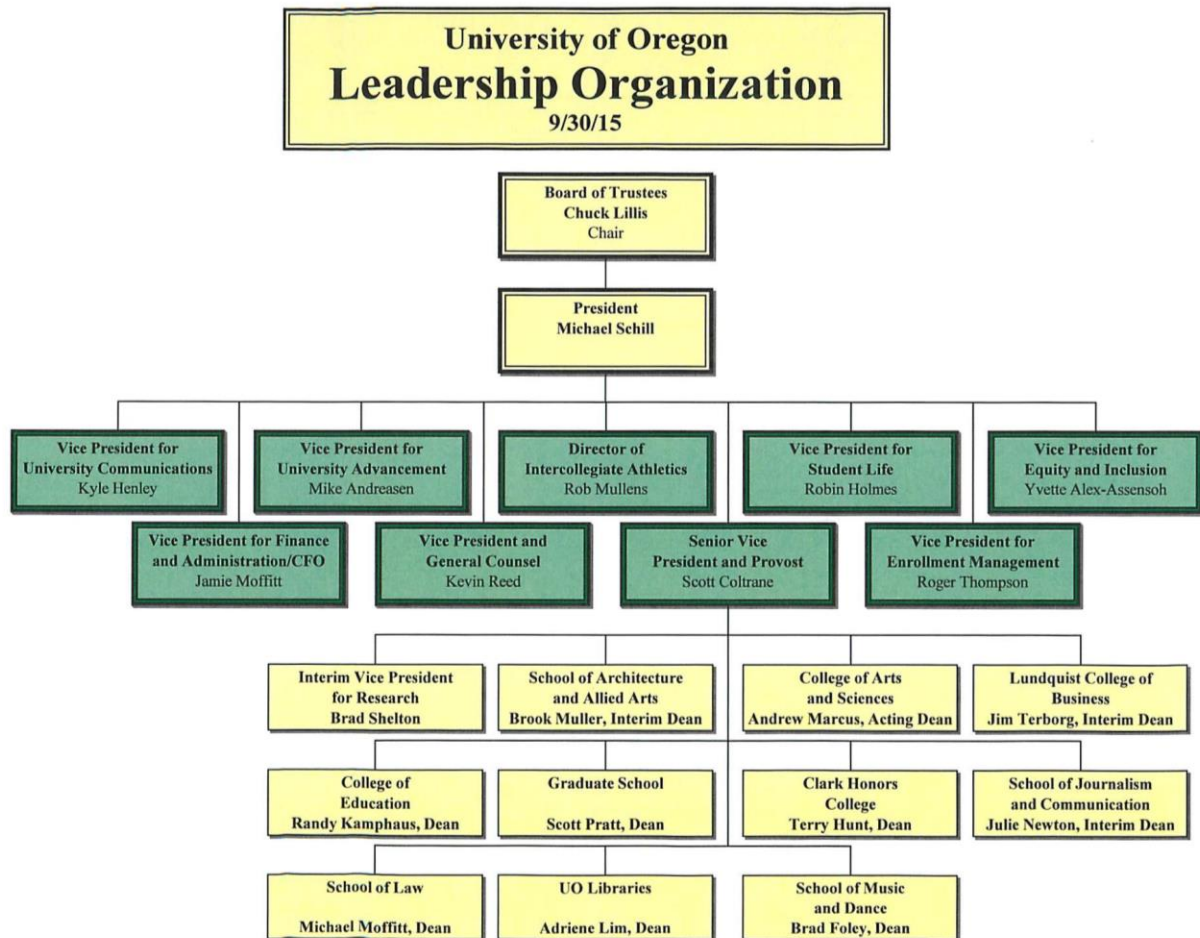 University of Oregon
Leadership Organization
9/30/15
Board of Trustees
Chuck Lillis
Chair
President
Michael Schill
Vice President for
University Communications
Kyle Henley
Vice President for
University Advancement
Mike Andreasen
Director of
Intercollegiate Athletics
Rob Mullens
Vice President for
Student Life
Robin Holmes
Vice President for
Equity and Inclusion
Yvette Alex-Assensoh
Vice President for Finance
and Administration/CFO
Jamie Moffitt
Vice President and
General Counsel
Kevin Reed
Senior Vice
President and Provost
Scott Coltrane
Vice President for
Enrollment Management
Roger Thompson
Interim Vice President
for Research
Brad Shelton
School of Architecture
and Allied Arts
Brook Muller, Interim Dean
College of Arts
and Sciences
Andrew Marcus, Acting Dean
Lundquist College of
Business
Jim Terborg, Interim Dean
College of
Education
Randy Kamphaus, Dean
Graduate School
Scott Pratt, Dean
Clark Honors
College
Terry Hunt, Dean
School of Journalism
and Communication
Julie Newton, Interim Dean
School of Law
Michael Moffitt, Dean
UO Libraries
Adriene Lim, Dean
School of Music
and Dance
Brad Foley, Dean